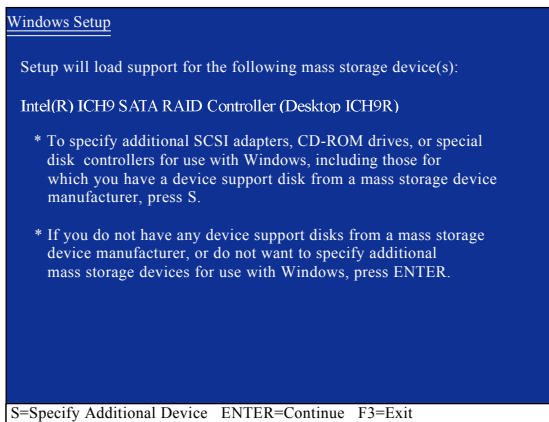 Windows Setup
Setup will load support for the following mass storage device(s):
Intel(R) ICH9 SATA RAID Controller (Desktop ICH9R)
* To specify additional SCSI adapters, CD-ROM drives, or special
disk controllers for use with Windows, including those for
which you have a device support disk from a mass storage device
manufacturer, press S.
* If you do not have any device support disks from a mass storage
device manufacturer, or do not want to specify additional
mass storage devices for use with Windows, press ENTER.
S=Specify Additional Device ENTER=Continue F3=Exit